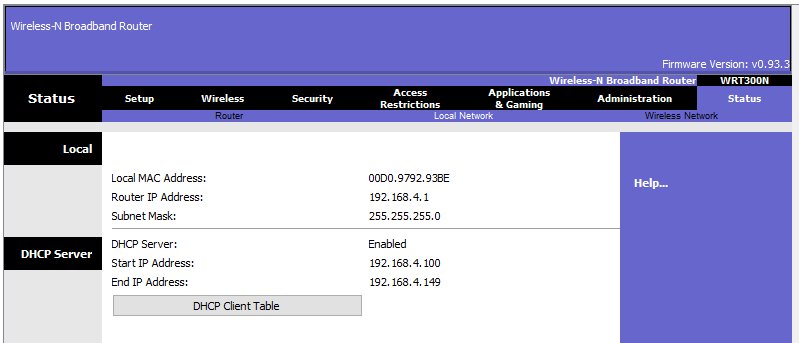 Wireless-N Broadband Router
Firmware Version: v0.93.3
Wireless-N Broadband Router WRT300N
Status Setup Wireless Security Access Restrictions Applications & Gaming Administration Status
Router Local Network Wireless Network
Local
Help...
Local MAC Address: 00D0.9792.93BE
Router IP Address: 192.168.4.1
Subnet Mask: 255.255.255.0
DHCP Server
DHCP Server: Enabled
Start IP Address: 192.168.4.100
End IP Address: 192.168.4.149
DHCP Client Table